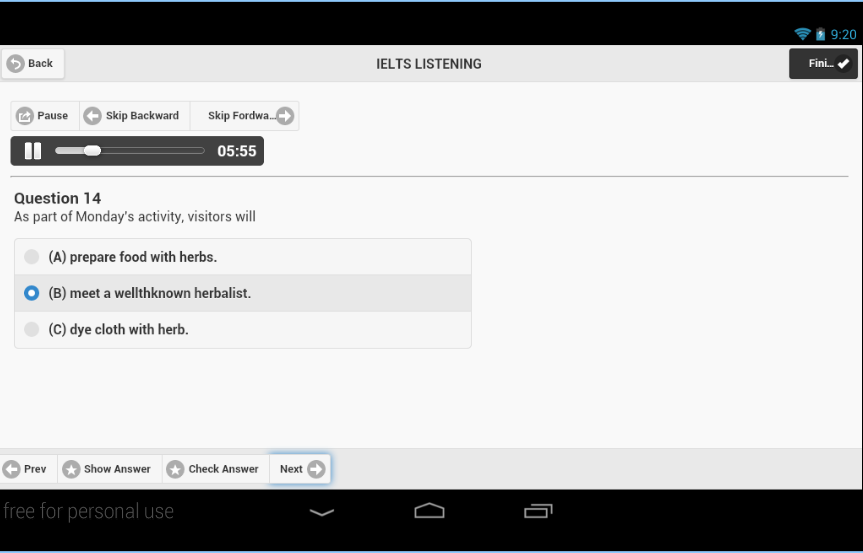 9:20
Back
IELTS LISTENING
Fini...
Pause
Skip Backward
Skip Fordwa...
05:55
Question 14
As part of Monday's activity, visitors will
(A) prepare food with herbs.
(B) meet a wellthknown herbalist.
(C) dye cloth with herb.
Prev
Show Answer
Check Answer
Next
free for personal use